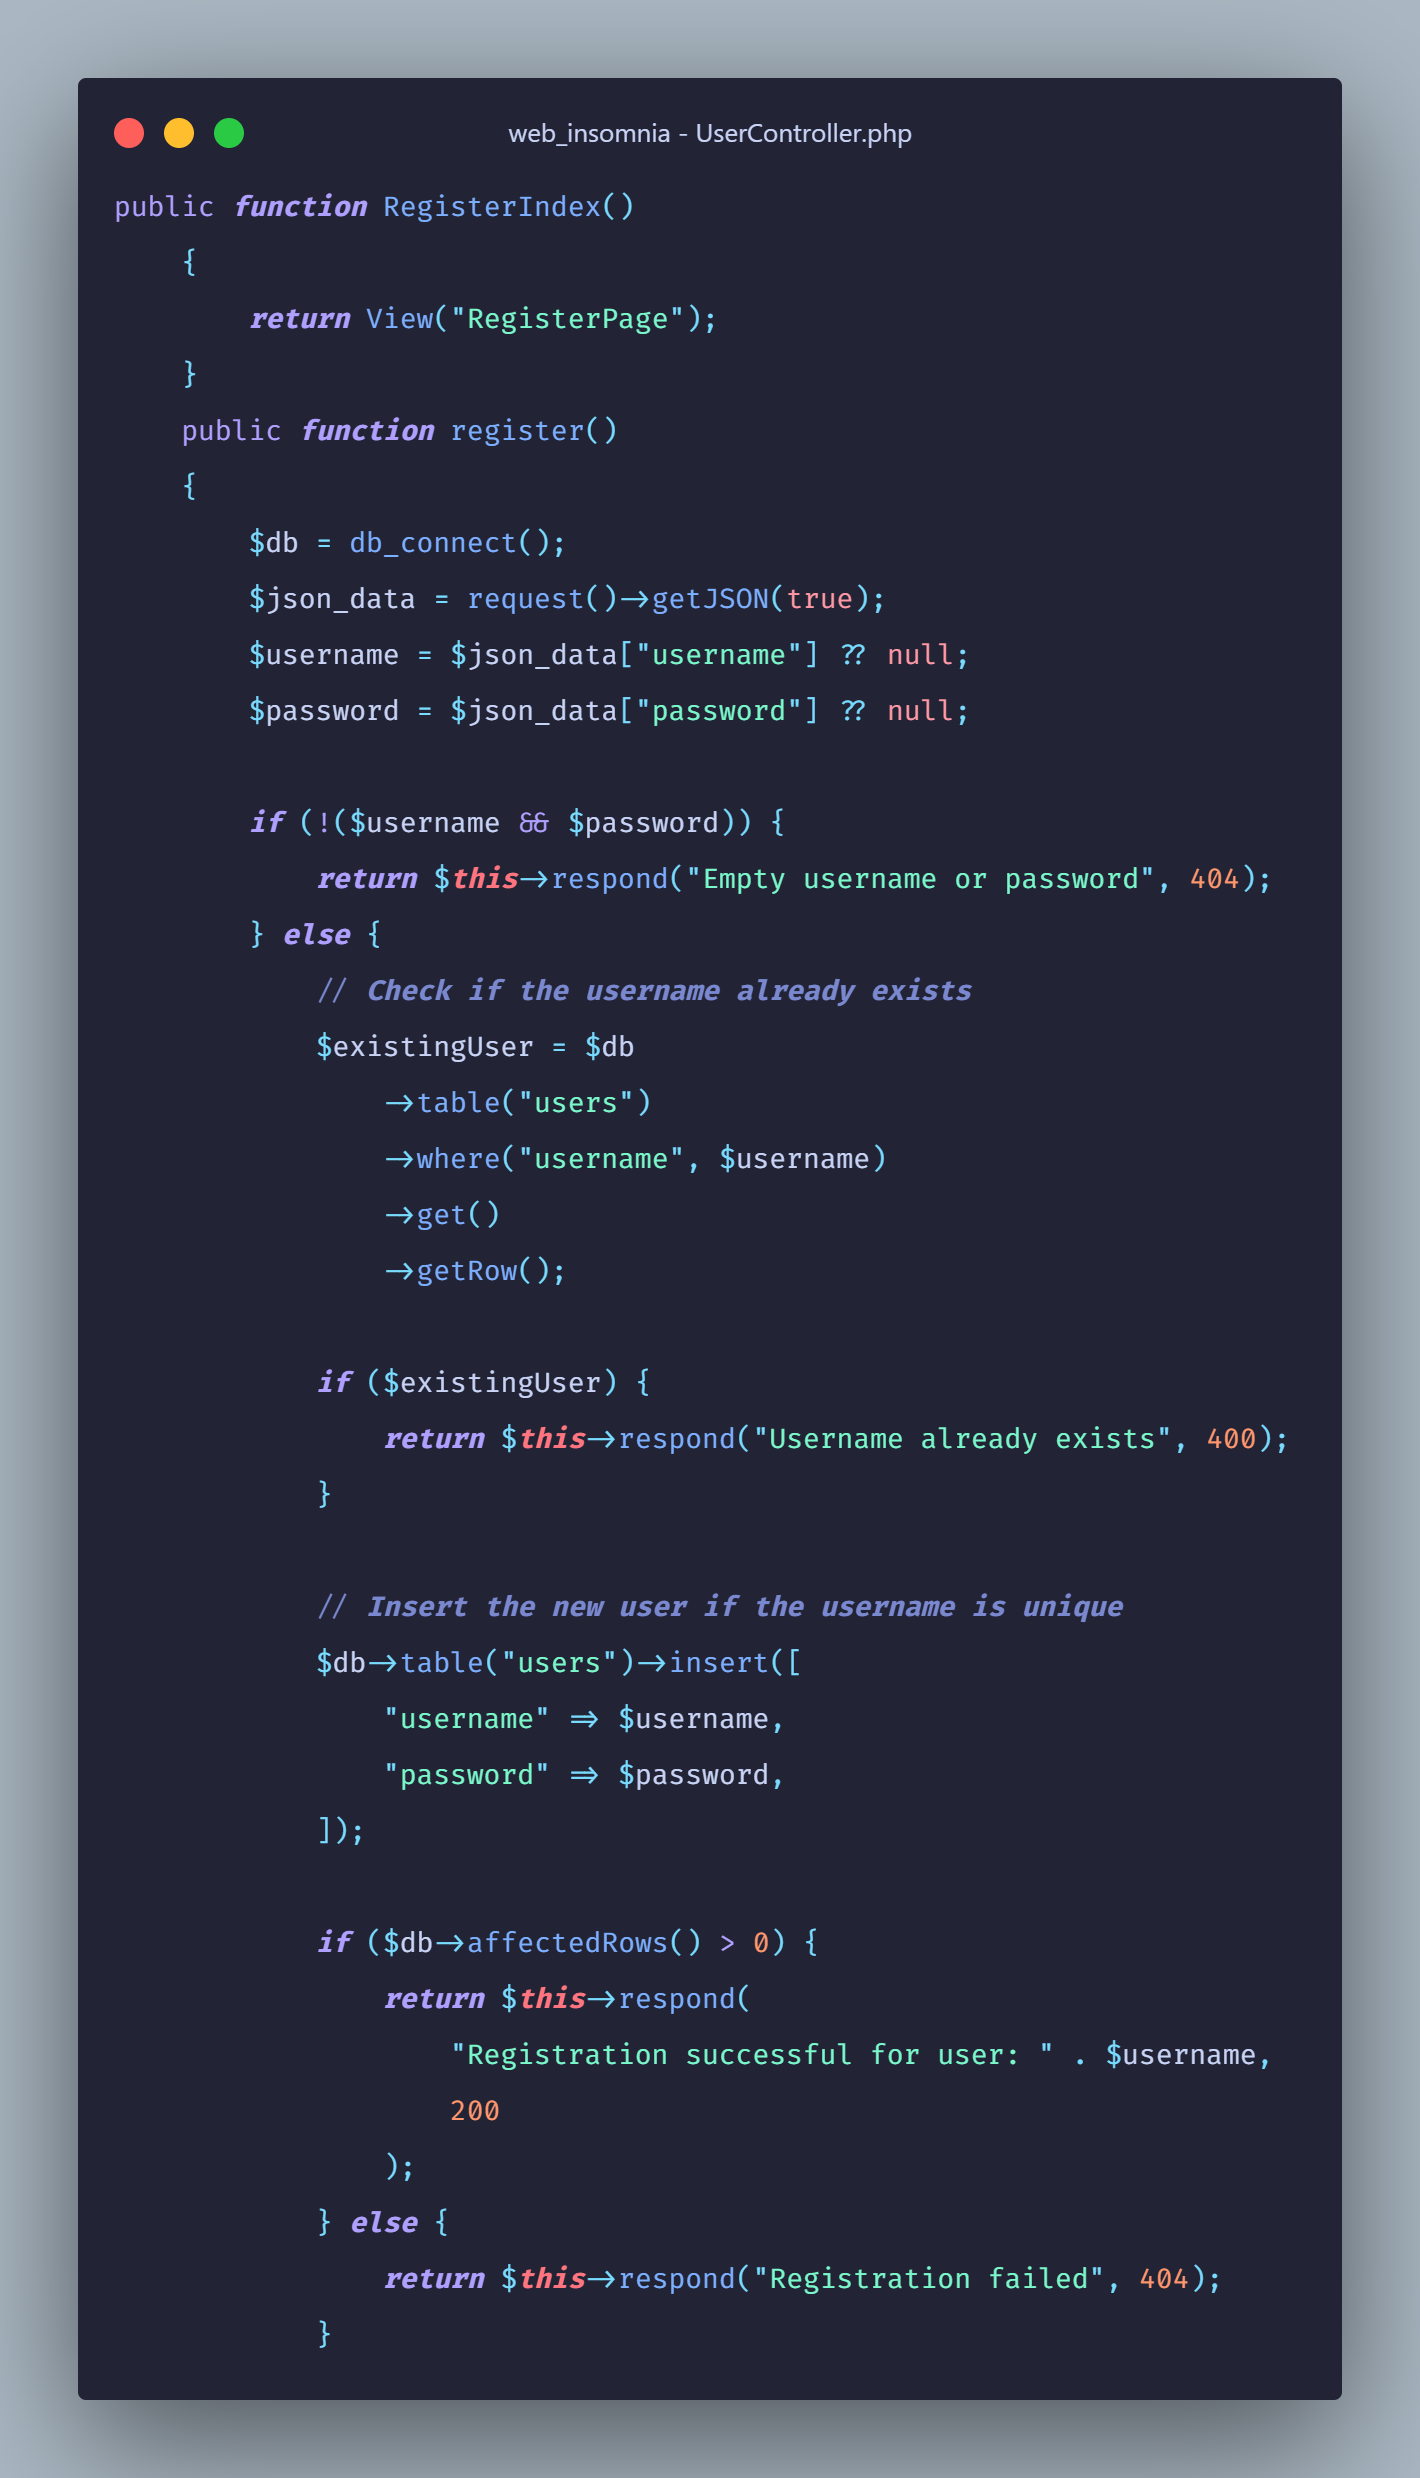 web_insomnia - UserController.php
public function RegisterIndex()
    {
        return View("RegisterPage");
    }
    public function register()
    {
        $db = db_connect();
        $json_data = request()->getJSON(true);
        $username = $json_data["username"] ?? null;
        $password = $json_data["password"] ?? null;

        if (!($username && $password)) {
            return $this->respond("Empty username or password", 404);
        } else {
            // Check if the username already exists
            $existingUser = $db
                ->table("users")
                ->where("username", $username)
                ->get()
                ->getRow();

            if ($existingUser) {
                return $this->respond("Username already exists", 400);
            }

            // Insert the new user if the username is unique
            $db->table("users")->insert([
                "username" => $username,
                "password" => $password,
            ]);

            if ($db->affectedRows() > 0) {
                return $this->respond(
                    "Registration successful for user: " . $username,
                    200
                );
            } else {
                return $this->respond("Registration failed", 404);
            }